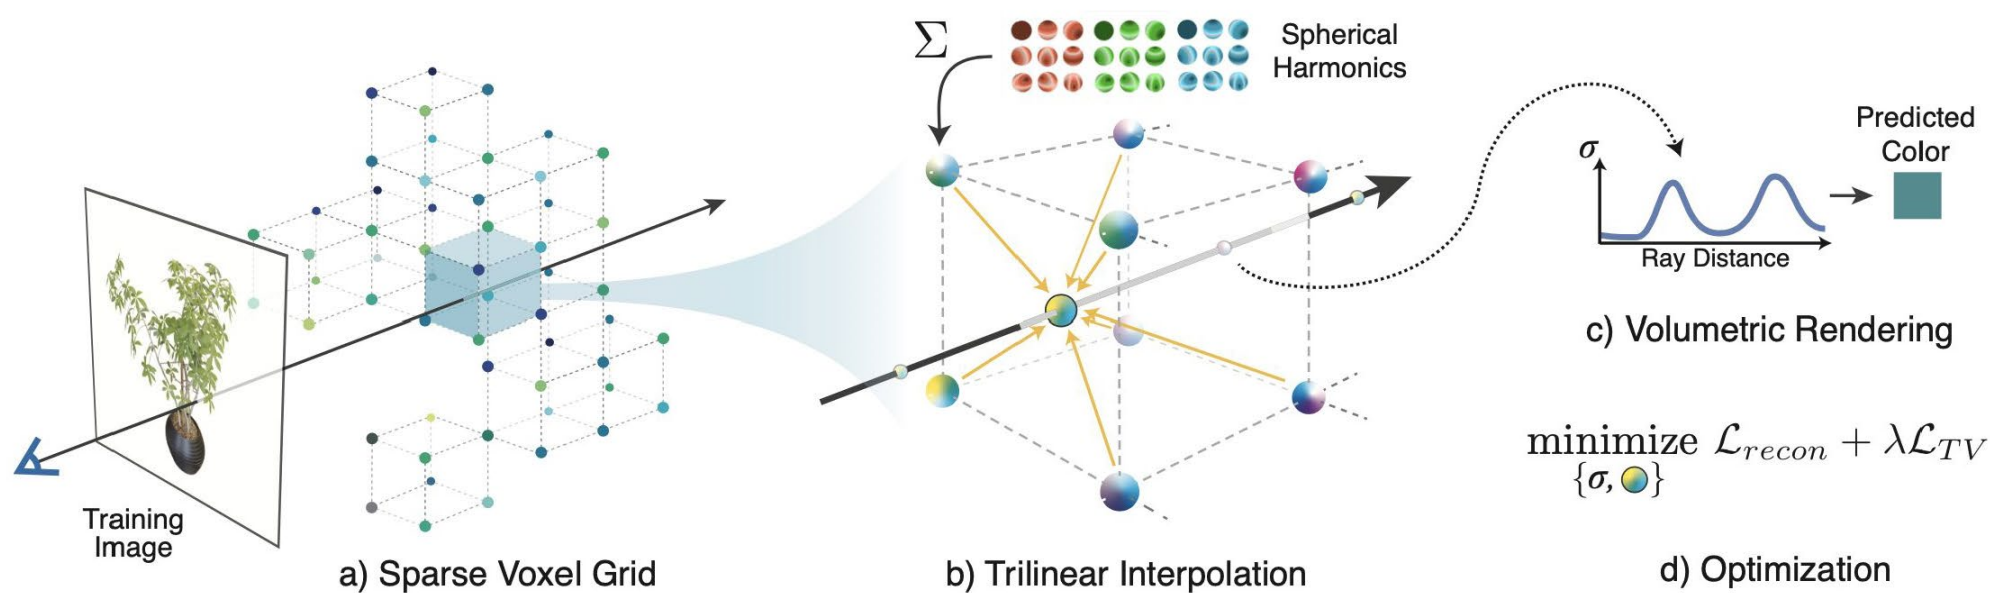 Training
Image
a) Sparse Voxel Grid
Σ
Spherical
Harmonics
b) Trilinear Interpolation
σ
Ray Distance
Predicted
Color
c) Volumetric Rendering
minimize ℒ_recon + λℒ_TV
{σ, }
d) Optimization